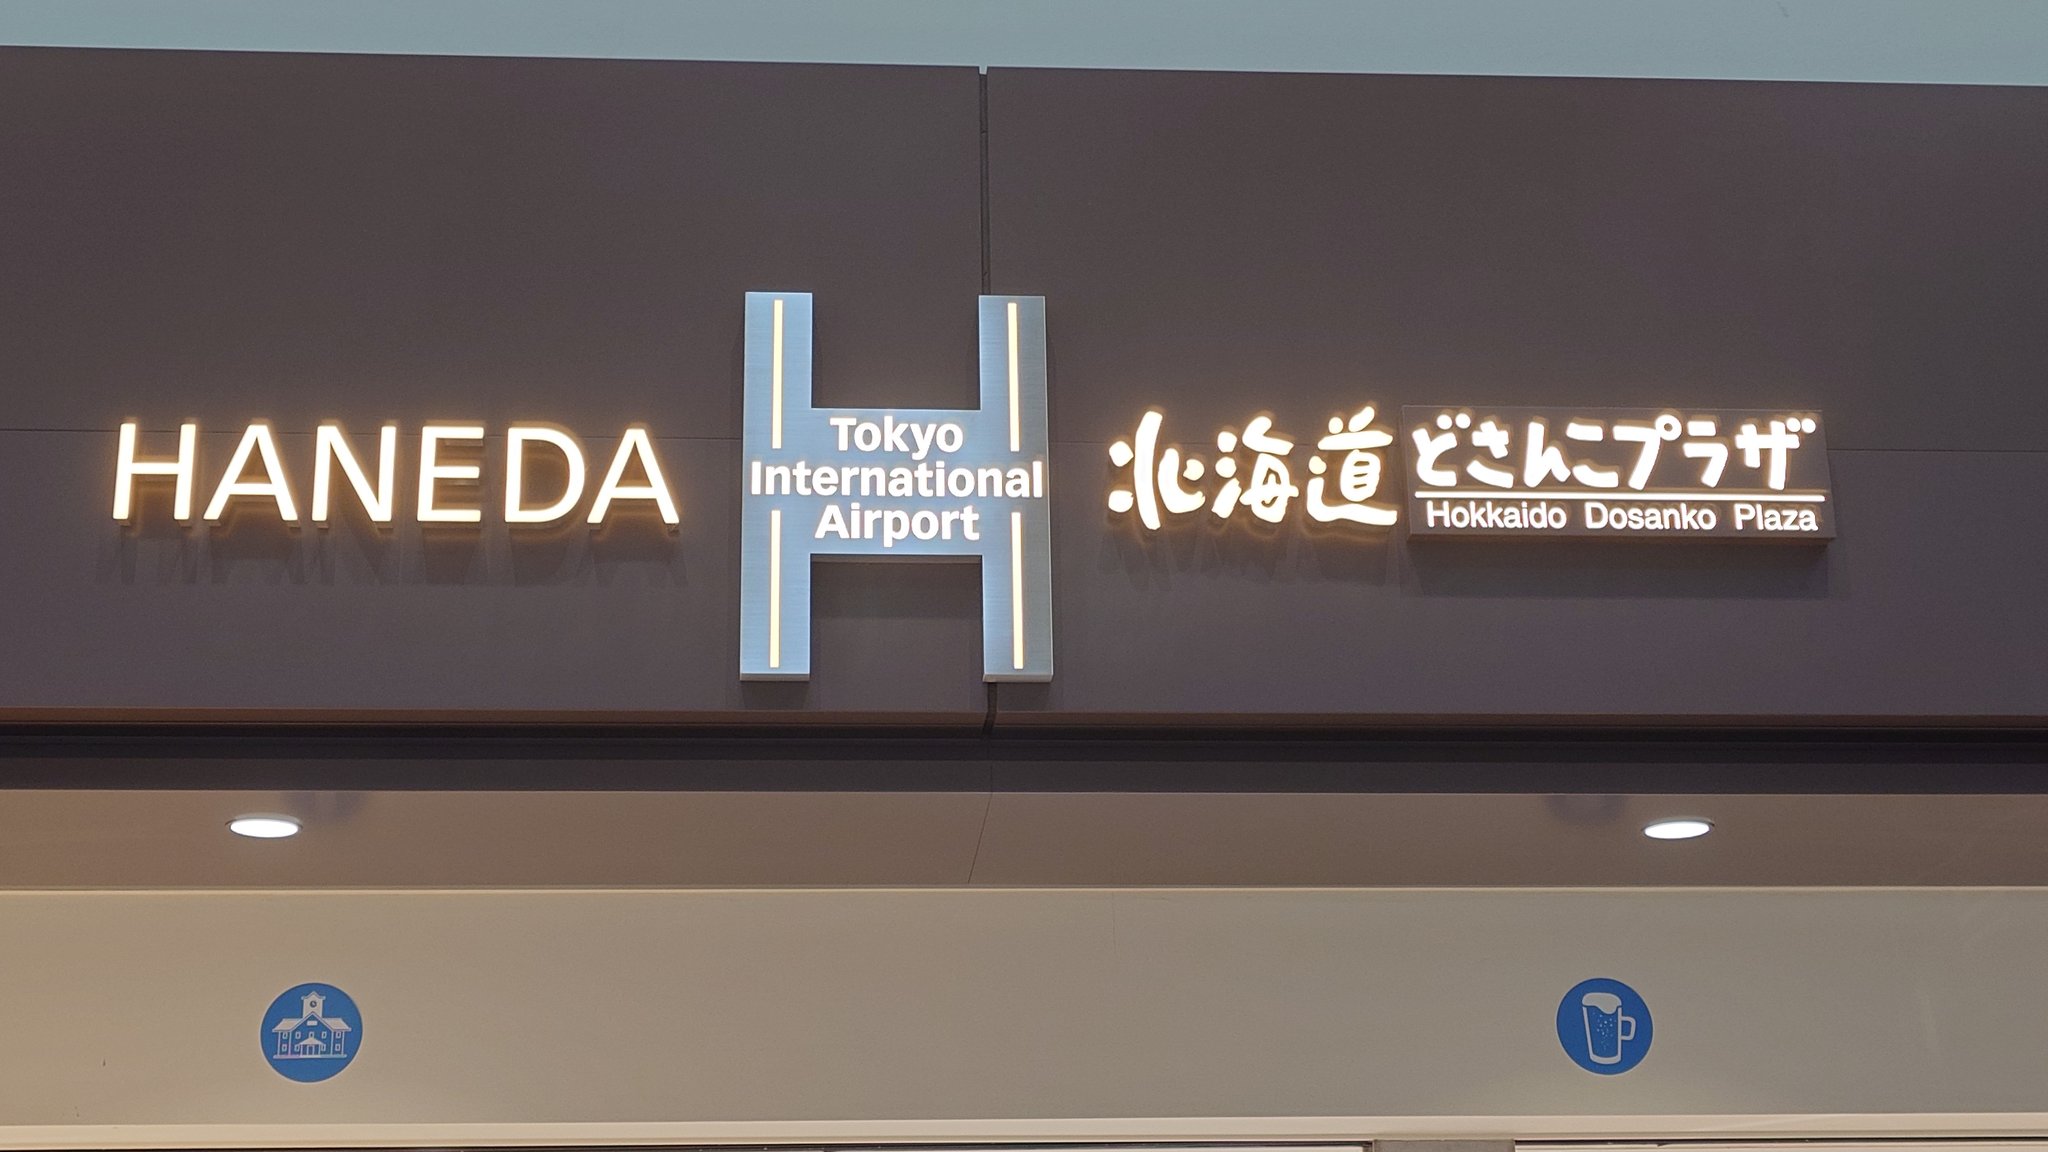 HANEDA
Tokyo
International
Airport
北海道どさんこプラザ
Hokkaido Dosanko Plaza